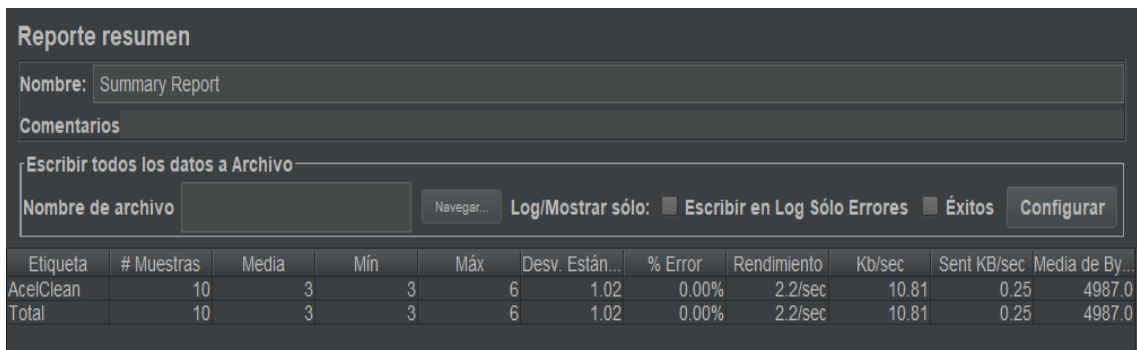 Reporte resumen
Nombre: Summary Report
Comentarios
Escribir todos los datos a Archivo
Nombre de archivo Navegar... Log/Mostrar sólo: Escribir en Log Sólo Errores Éxitos Configurar
Etiqueta # Muestras Media Mín Máx Desv. Están... % Error Rendimiento Kb/sec Sent KB/sec Media de By...
AcelClean 10 3 3 6 1.02 0.00% 2.2/sec 10.81 0.25 4987.0
Total 10 3 3 6 1.02 0.00% 2.2/sec 10.81 0.25 4987.0